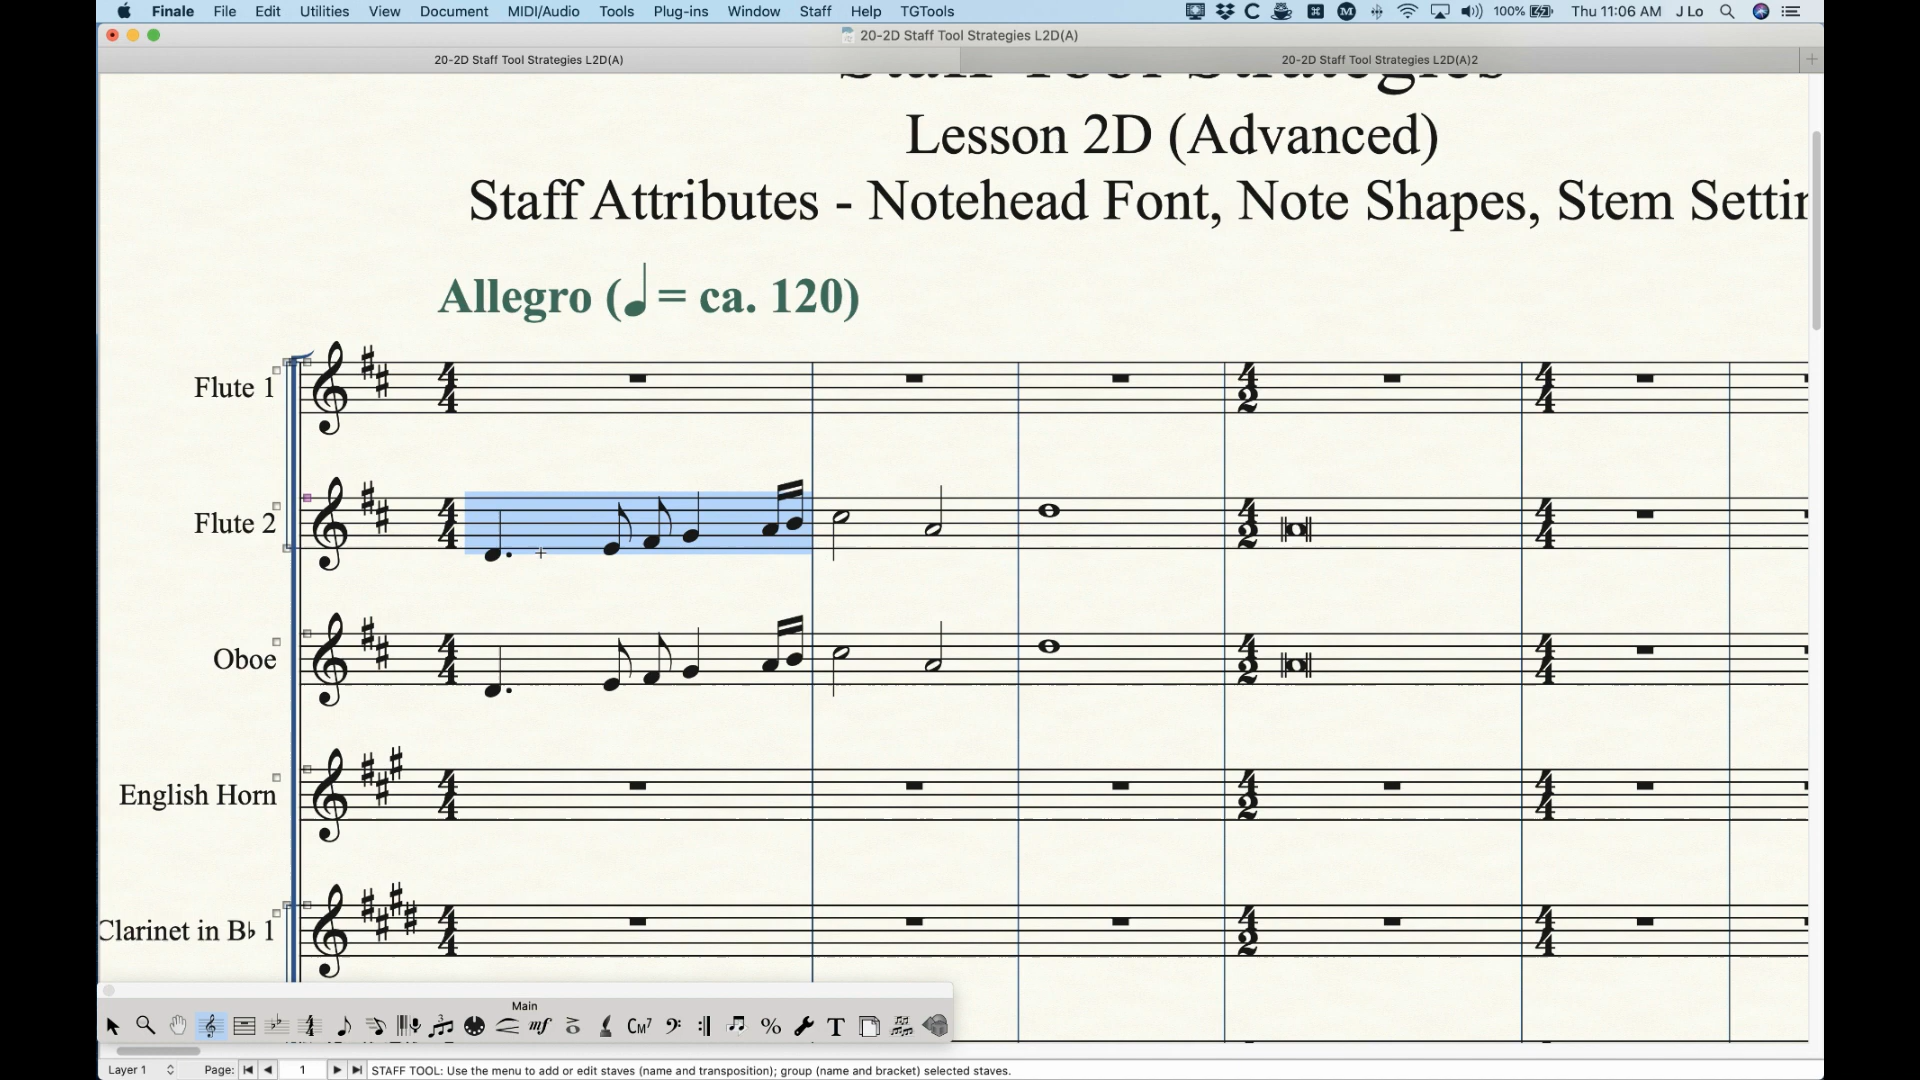 Finale File Edit Utilities View Document MIDI/Audio Tools Plug-ins Window Staff Help TGTools 100% Thu 11:06 AM J Lo
20-2D Staff Tool Strategies L2D(A)
20-2D Staff Tool Strategies L2D(A) 20-2D Staff Tool Strategies L2D(A)2
Staff Tool Strategies
Lesson 2D (Advanced)
Staff Attributes - Notehead Font, Note Shapes, Stem Settin
Allegro (♩ = ca. 120)
Flute 1
Flute 2
Oboe
English Horn
Clarinet in B♭ 1
Main
Layer 1 Page: 1 STAFF TOOL: Use the menu to add or edit staves (name and transposition); group (name and bracket) selected staves.